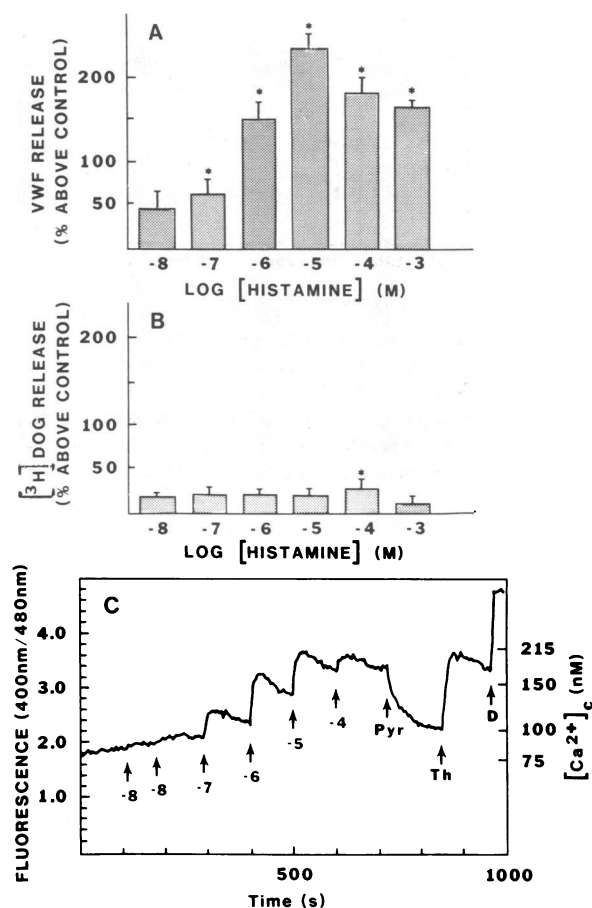 A
VWF RELEASE
(% ABOVE CONTROL)
200
100
50
* * * * *
-8 -7 -6 -5 -4 -3
LOG [HISTAMINE] (M)
B
[3H] DOG RELEASE
(% ABOVE CONTROL)
200
100
50
*
-8 -7 -6 -5 -4 -3
LOG [HISTAMINE] (M)
C
FLUORESCENCE (400nm/480nm)
4.0
3.0
2.0
1.0
-8 -8 -7 -6 -5 -4 Pyr Th D
215
150
100
75
[Ca2+]c (nM)
500 1000
Time (s)